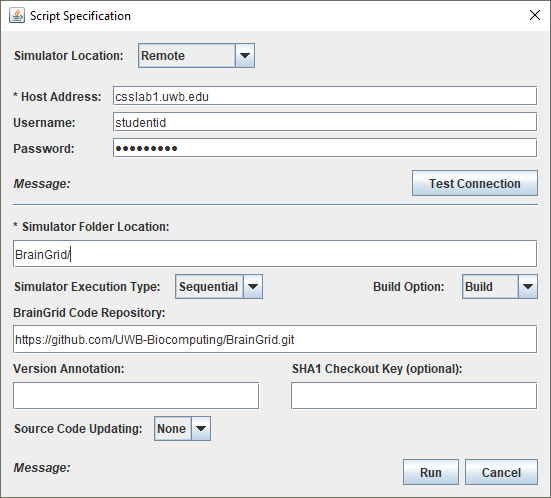 Script Specification
Simulator Location: Remote
* Host Address: csslab1.uwb.edu
Username: studentid
Password: ●●●●●●●●●
Message: Test Connection
* Simulator Folder Location:
BrainGrid/
Simulator Execution Type: Sequential Build Option: Build
BrainGrid Code Repository:
https://github.com/UWB-Biocomputing/BrainGrid.git
Version Annotation: SHA1 Checkout Key (optional):
Source Code Updating: None
Message: Run Cancel